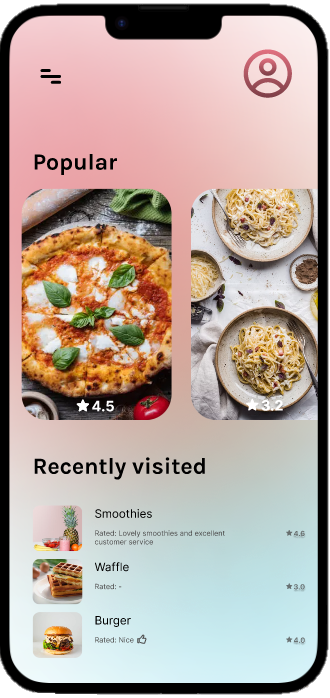 Popular
★4.5
★3.2
Recently visited
Smoothies
Rated: Lovely smoothies and excellent
customer service
★4.6
Waffle
Rated: -
★3.0
Burger
Rated: Nice
★4.0